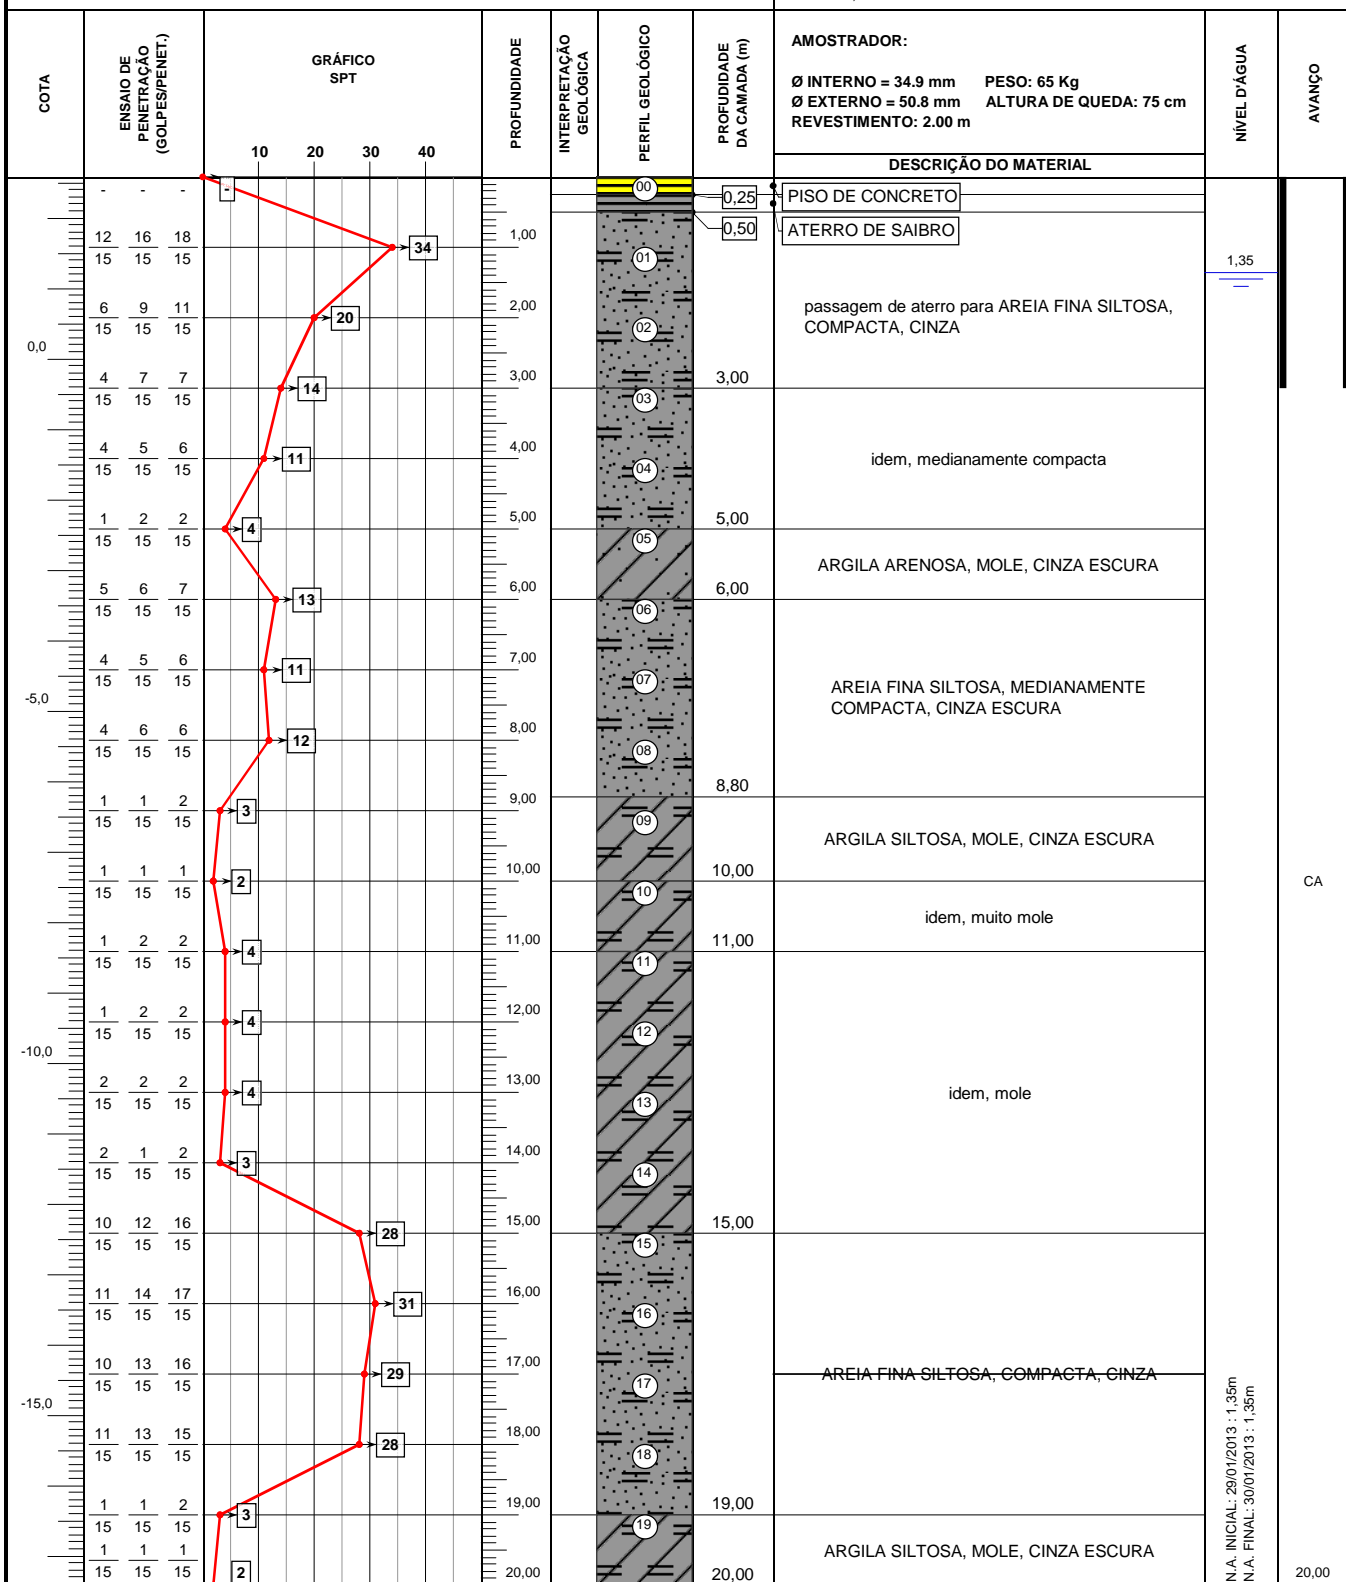 COTA
ENSAIO DE
PENETRAÇÃO
(GOLPES/PENET.)
GRÁFICO
SPT
10 20 30 40
PROFUNDIDADE
INTERPRETAÇÃO
GEOLÓGICA
PERFIL GEOLÓGICO
PROFUDIDADE
DA CAMADA (m)
AMOSTRADOR:
Ø INTERNO = 34.9 mm PESO: 65 Kg
Ø EXTERNO = 50.8 mm ALTURA DE QUEDA: 75 cm
REVESTIMENTO: 2.00 m
DESCRIÇÃO DO MATERIAL
NÍVEL D'ÁGUA
AVANÇO
- - - - 00
0,25 PISO DE CONCRETO
0,50 ATERRO DE SAIBRO
12 16 18 34 1,00
15 15 15 01 1,35
6 9 11 20 2,00 passagem de aterro para AREIA FINA SILTOSA,
15 15 15 02 COMPACTA, CINZA
0,0
4 7 7 14 3,00 3,00
15 15 15 03
4 5 6 11 4,00 idem, medianamente compacta
15 15 15 04
1 2 2 4 5,00 5,00
15 15 15 05
ARGILA ARENOSA, MOLE, CINZA ESCURA
5 6 7 13 6,00 6,00
15 15 15 06
4 5 6 11 7,00
15 15 15 07 AREIA FINA SILTOSA, MEDIANAMENTE
-5,0 COMPACTA, CINZA ESCURA
4 6 6 12 8,00
15 15 15 08
8,80
1 1 2 3 9,00
15 15 15 09
ARGILA SILTOSA, MOLE, CINZA ESCURA
1 1 1 2 10,00 10,00 CA
15 15 15 10
idem, muito mole
1 2 2 4 11,00 11,00
15 15 15 11
1 2 2 4 12,00
15 15 15 12
-10,0
2 2 2 4 13,00
15 15 15 13 idem, mole
2 1 2 3 14,00
15 15 15 14
10 12 16 28 15,00 15,00
15 15 15 15
11 14 17 31 16,00
15 15 15 16
10 13 16 29 17,00 AREIA FINA SILTOSA, COMPACTA, CINZA
15 15 15 17
-15,0
11 13 15 28 18,00
15 15 15 18
1 1 2 3 19,00 19,00
15 15 15 19
1 1 1 ARGILA SILTOSA, MOLE, CINZA ESCURA
15 15 15 2 20,00 20,00 20,00
N.A. INICIAL: 29/01/2013 : 1,35m
N.A. FINAL: 30/01/2013 : 1,35m